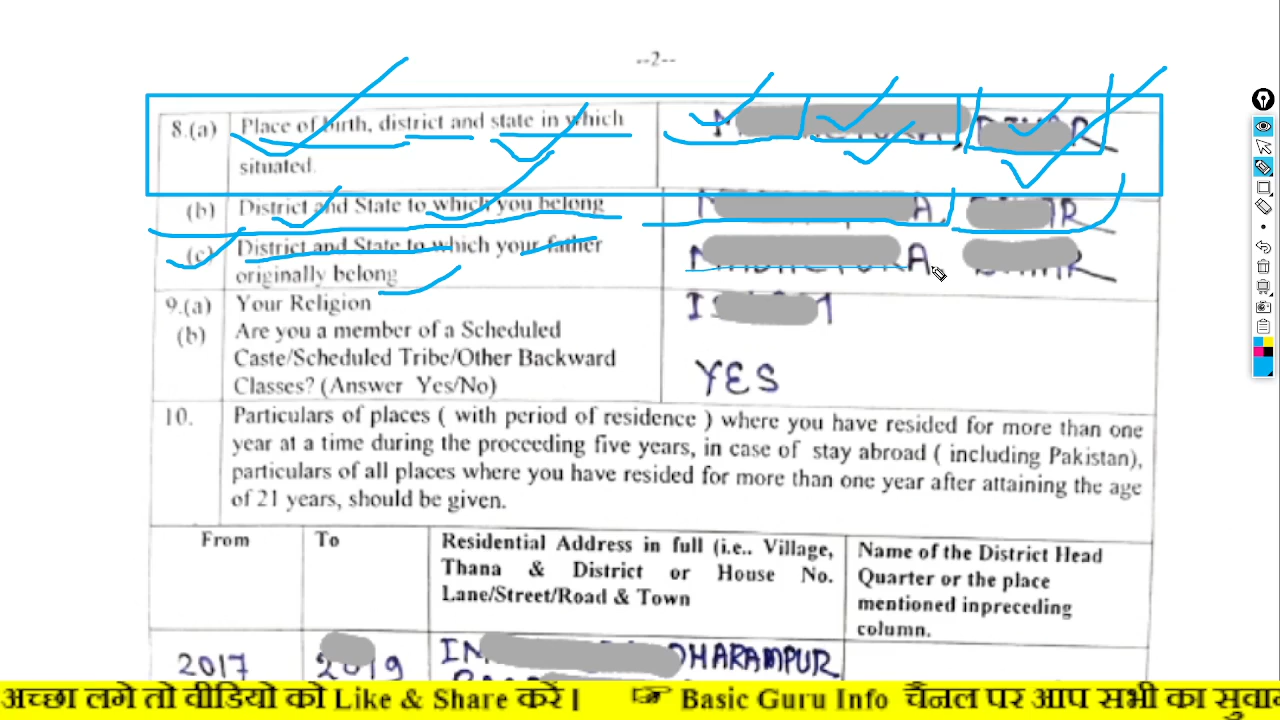 --2--
8.(a) Place of birth, district and state in which
situated.
(b) District and State to which you belong
(c) District and State to which your father
originally belong
9.(a) Your Religion
(b) Are you a member of a Scheduled
Caste/Scheduled Tribe/Other Backward
Classes? (Answer Yes/No) YES
10. Particulars of places ( with period of residence ) where you have resided for more than one
year at a time during the proceeding five years, in case of stay abroad ( including Pakistan),
particulars of all places where you have resided for more than one year after attaining the age
of 21 years, should be given.
From To Residential Address in full (i.e.. Village,
Thana & District or House No.
Lane/Street/Road & Town
Name of the District Head
Quarter or the place
mentioned inpreceding
column.
2017 DHARAMPUR
अच्छा लगे तो वीडियो को Like & Share करें। ☞ Basic Guru Info चैनल पर आप सभी का